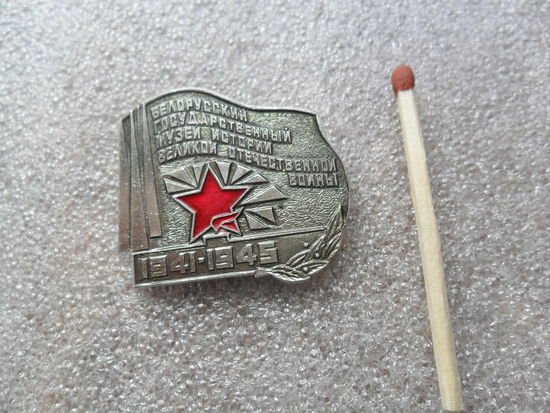 БЕЛОРУССКИЙ
ГОСУДАРСТВЕННЫЙ
МУЗЕЙ ИСТОРИИ
ВЕЛИКОЙ ОТЕЧЕСТВЕННОЙ
ВОЙНЫ
1941-1945